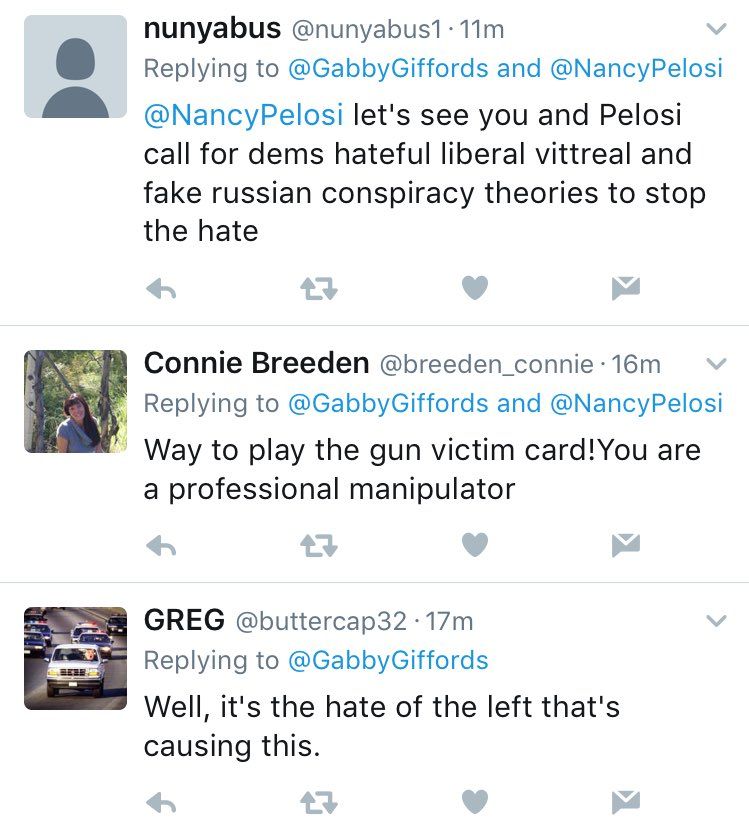 nunyabus @nunyabus1 · 11m
Replying to @GabbyGiffords and @NancyPelosi
@NancyPelosi let's see you and Pelosi
call for dems hateful liberal vittreal and
fake russian conspiracy theories to stop
the hate
Connie Breeden @breeden_connie · 16m
Replying to @GabbyGiffords and @NancyPelosi
Way to play the gun victim card!You are
a professional manipulator
GREG @buttercap32 · 17m
Replying to @GabbyGiffords
Well, it's the hate of the left that's
causing this.